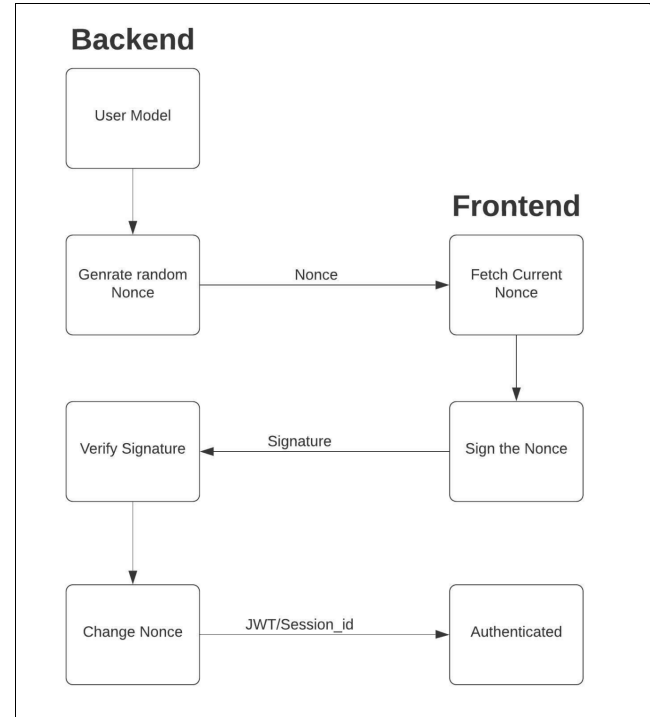 Backend
User Model
Frontend
Genrate random
Nonce
Nonce
Fetch Current
Nonce
Verify Signature
Signature
Sign the Nonce
Change Nonce
JWT/Session_id
Authenticated